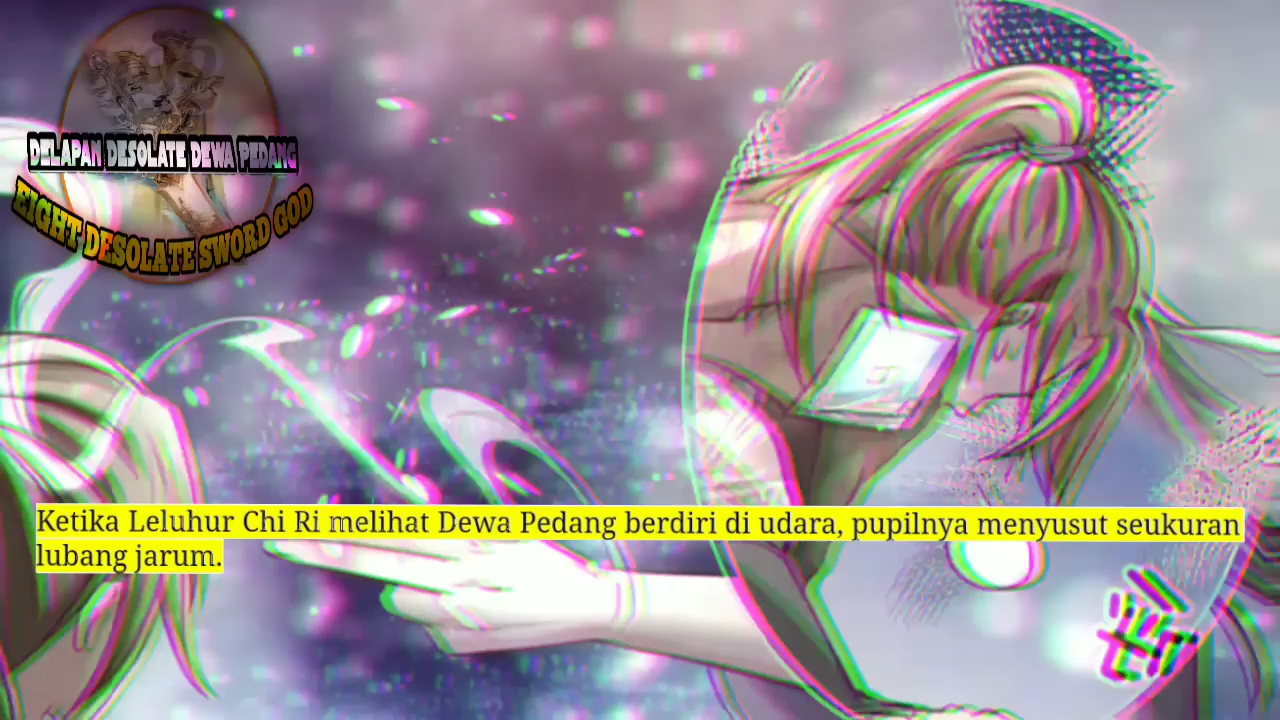 DELAPAN DESOLATE DEWA PEDANG
EIGHT DESOLATE SWORD GOD
Ketika Leluhur Chi Ri melihat Dewa Pedang berdiri di udara, pupilnya menyusut seukuran
lubang jarum.